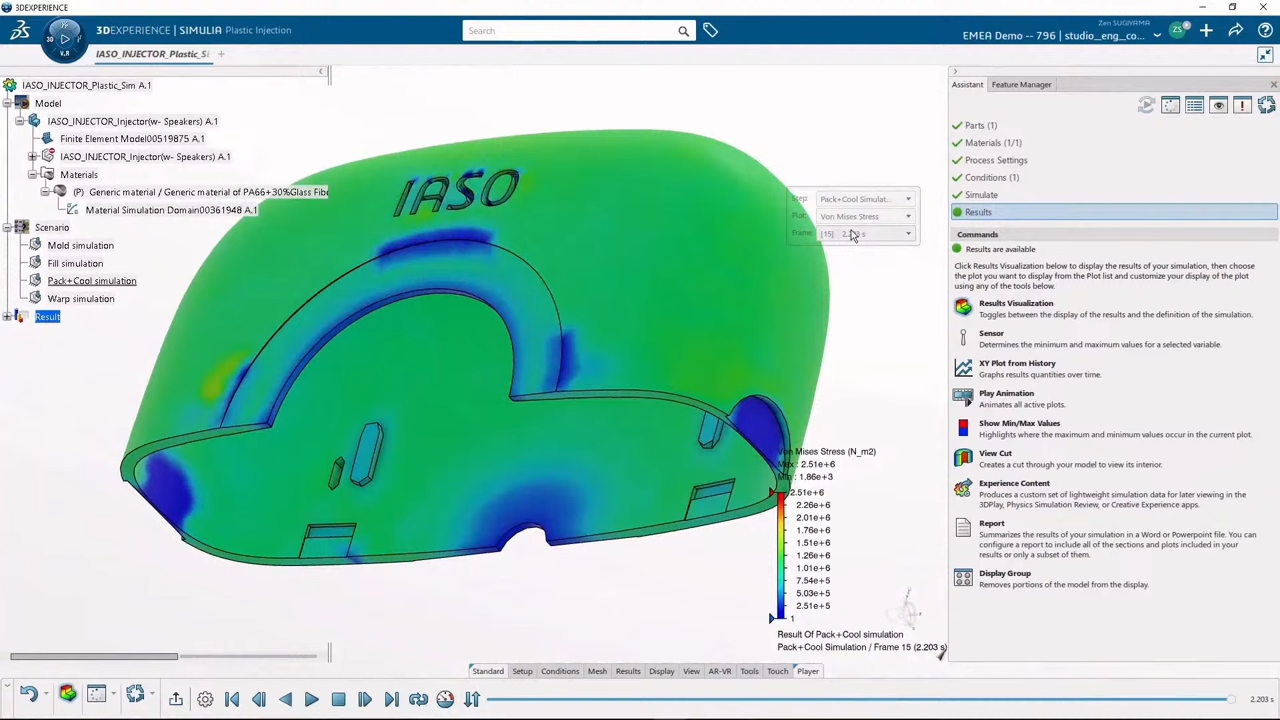 3DEXPERIENCE
3DEXPERIENCE | SIMULIA Plastic Injection
Search
Zen SUGIYAMA
EMEA Demo -- 796 | studio_eng_co...
ZS
V.R
IASO_INJECTOR_Plastic_Si
IASO_INJECTOR_Plastic_Sim A.1
Model
IASO_INJECTOR_Injector(w- Speakers) A.1
Finite Element Model00519875 A.1
IASO_INJECTOR_Injector(w- Speakers) A.1
Materials
(P) Generic material / Generic material of PA66+30%Glass Fibe
Material Simulation Domain00361948 A.1
Scenario
Mold simulation
Fill simulation
Pack+Cool simulation
Warp simulation
Result
IASO
Step: Pack+Cool Simulat...
Plot: Von Mises Stress
Frame: [15] 2.203 s
Von Mises Stress (N_m2)
Max : 2.51e+6
Min : 1.86e+3
2.51e+6
2.26e+6
2.01e+6
1.76e+6
1.51e+6
1.26e+6
1.01e+6
7.54e+5
5.03e+5
2.51e+5
1
Result Of Pack+Cool simulation
Pack+Cool Simulation / Frame 15 (2.203 s)
Assistant Feature Manager
Parts (1)
Materials (1/1)
Process Settings
Conditions (1)
Simulate
Results
Commands
Results are available
Click Results Visualization below to display the results of your simulation, then choose
the plot you want to display from the Plot list and customize your display of the plot
using any of the tools below.
Results Visualization
Toggles between the display of the results and the definition of the simulation.
Sensor
Determines the minimum and maximum values for a selected variable.
XY Plot from History
Graphs results quantities over time.
Play Animation
Animates all active plots.
Show Min/Max Values
Highlights where the maximum and minimum values occur in the current plot.
View Cut
Creates a cut through your model to view its interior.
Experience Content
Produces a custom set of lightweight simulation data for later viewing in the
3DPlay, Physics Simulation Review, or Creative Experience apps.
Report
Summarizes the results of your simulation in a Word or Powerpoint file. You can
configure a report to include all of the sections and plots included in your
results or only a subset of them.
Display Group
Removes portions of the model from the display.
Standard Setup Conditions Mesh Results Display View AR-VR Tools Touch Player
2.203 s